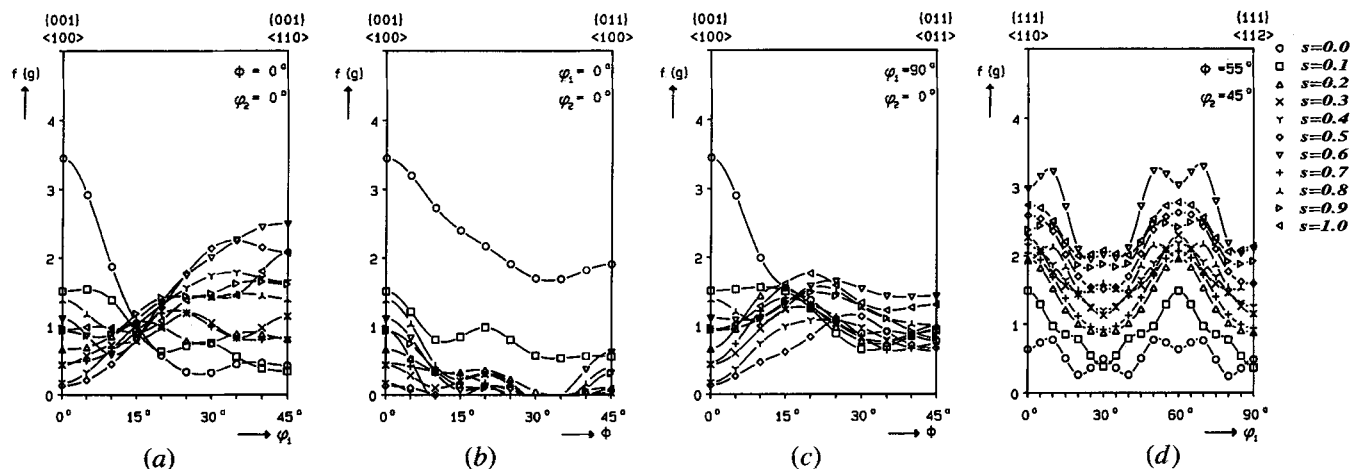 {001} {001}
<100> <110>
f (g)
Φ = 0°
φ₂ = 0°
4
3
2
1
0
0° 15° 30° 45°
φ₁
(a)
{001} {011}
<100> <100>
f (g)
φ₁ = 0°
φ₂ = 0°
4
3
2
1
0
0° 15° 30° 45°
Φ
(b)
{001} {011}
<100> <011>
f (g)
φ₁ = 90°
φ₂ = 0°
4
3
2
1
0
0° 15° 30° 45°
Φ
(c)
{111} {111}
<110> <112>
f (g)
Φ = 55°
φ₂ = 45°
4
3
2
1
0
0° 30° 60° 90°
φ₁
(d)
s=0.0
s=0.1
s=0.2
s=0.3
s=0.4
s=0.5
s=0.6
s=0.7
s=0.8
s=0.9
s=1.0